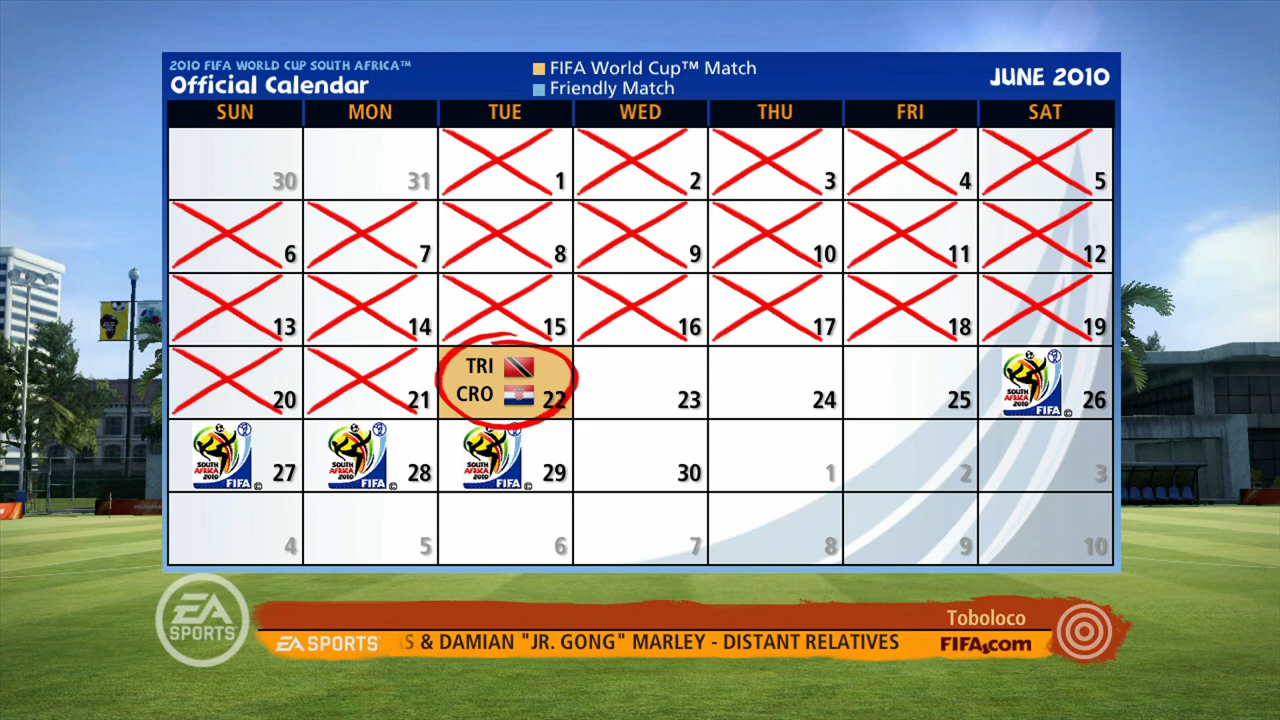 2010 FIFA WORLD CUP SOUTH AFRICA™
Official Calendar
FIFA World Cup™ Match
Friendly Match
JUNE 2010
SUN MON TUE WED THU FRI SAT
30 31 1 2 3 4 5
6 7 8 9 10 11 12
13 14 15 16 17 18 19
TRI
CRO
20 21 22 23 24 25 26
SOUTH AFRICA 2010 FIFA ©
27 28 29 30 1 2 3
SOUTH AFRICA 2010 FIFA ©
SOUTH AFRICA 2010 FIFA ©
SOUTH AFRICA 2010 FIFA ©
4 5 6 7 8 9 10
EA
SPORTS™
Toboloco
EA SPORTS™ S & DAMIAN "JR. GONG" MARLEY - DISTANT RELATIVES FIFA.com